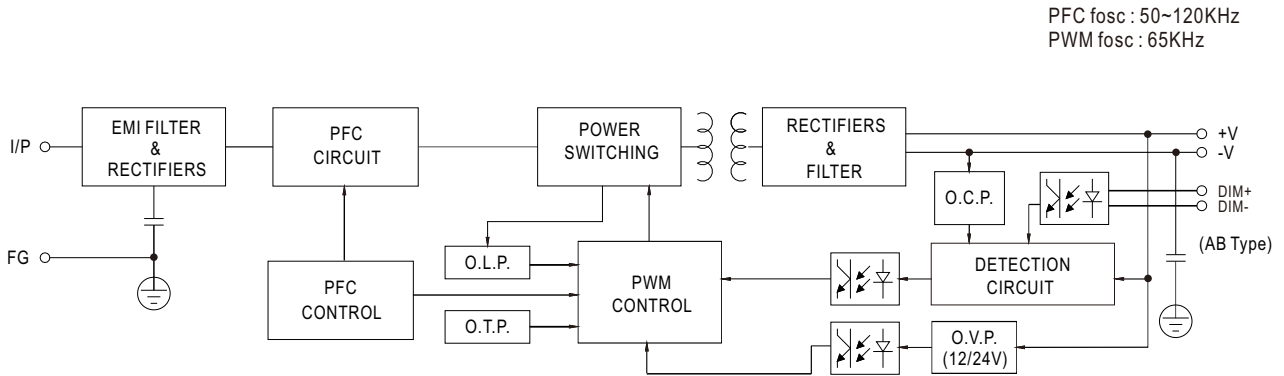 PFC fosc : 50~120KHz
PWM fosc : 65KHz
I/P
EMI FILTER
&
RECTIFIERS
PFC
CIRCUIT
POWER
SWITCHING
RECTIFIERS
&
FILTER
+V
-V
DIM+
DIM-
(AB Type)
O.C.P.
FG
O.L.P.
PFC
CONTROL
O.T.P.
PWM
CONTROL
DETECTION
CIRCUIT
O.V.P.
(12/24V)